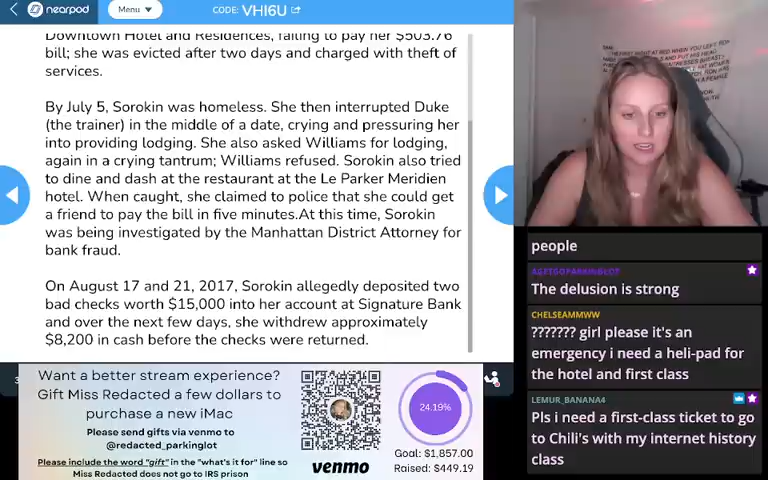 nearpod
Menu
CODE: VHI6U
Downtown Hotel and Residences, failing to pay her $503.76
bill; she was evicted after two days and charged with theft of
services.
By July 5, Sorokin was homeless. She then interrupted Duke
(the trainer) in the middle of a date, crying and pressuring her
into providing lodging. She also asked Williams for lodging,
again in a crying tantrum; Williams refused. Sorokin also tried
to dine and dash at the restaurant at the Le Parker Meridien
hotel. When caught, she claimed to police that she could get
a friend to pay the bill in five minutes.At this time, Sorokin
was being investigated by the Manhattan District Attorney for
bank fraud.
On August 17 and 21, 2017, Sorokin allegedly deposited two
bad checks worth $15,000 into her account at Signature Bank
and over the next few days, she withdrew approximately
$8,200 in cash before the checks were returned.
Want a better stream experience?
Gift Miss Redacted a few dollars to
purchase a new iMac
Please send gifts via venmo to
@redacted_parkinglot
Please include the word "gift" in the "what's it for" line so
Miss Redacted does not go to IRS prison
venmo
24.19%
Goal: $1,857.00
Raised: $449.19
people
The delusion is strong
CHELSEAMMWW
??????? girl please it's an
emergency i need a heli-pad for
the hotel and first class
LEMUR_BANANA4
Pls i need a first-class ticket to go
to Chili's with my internet history
class